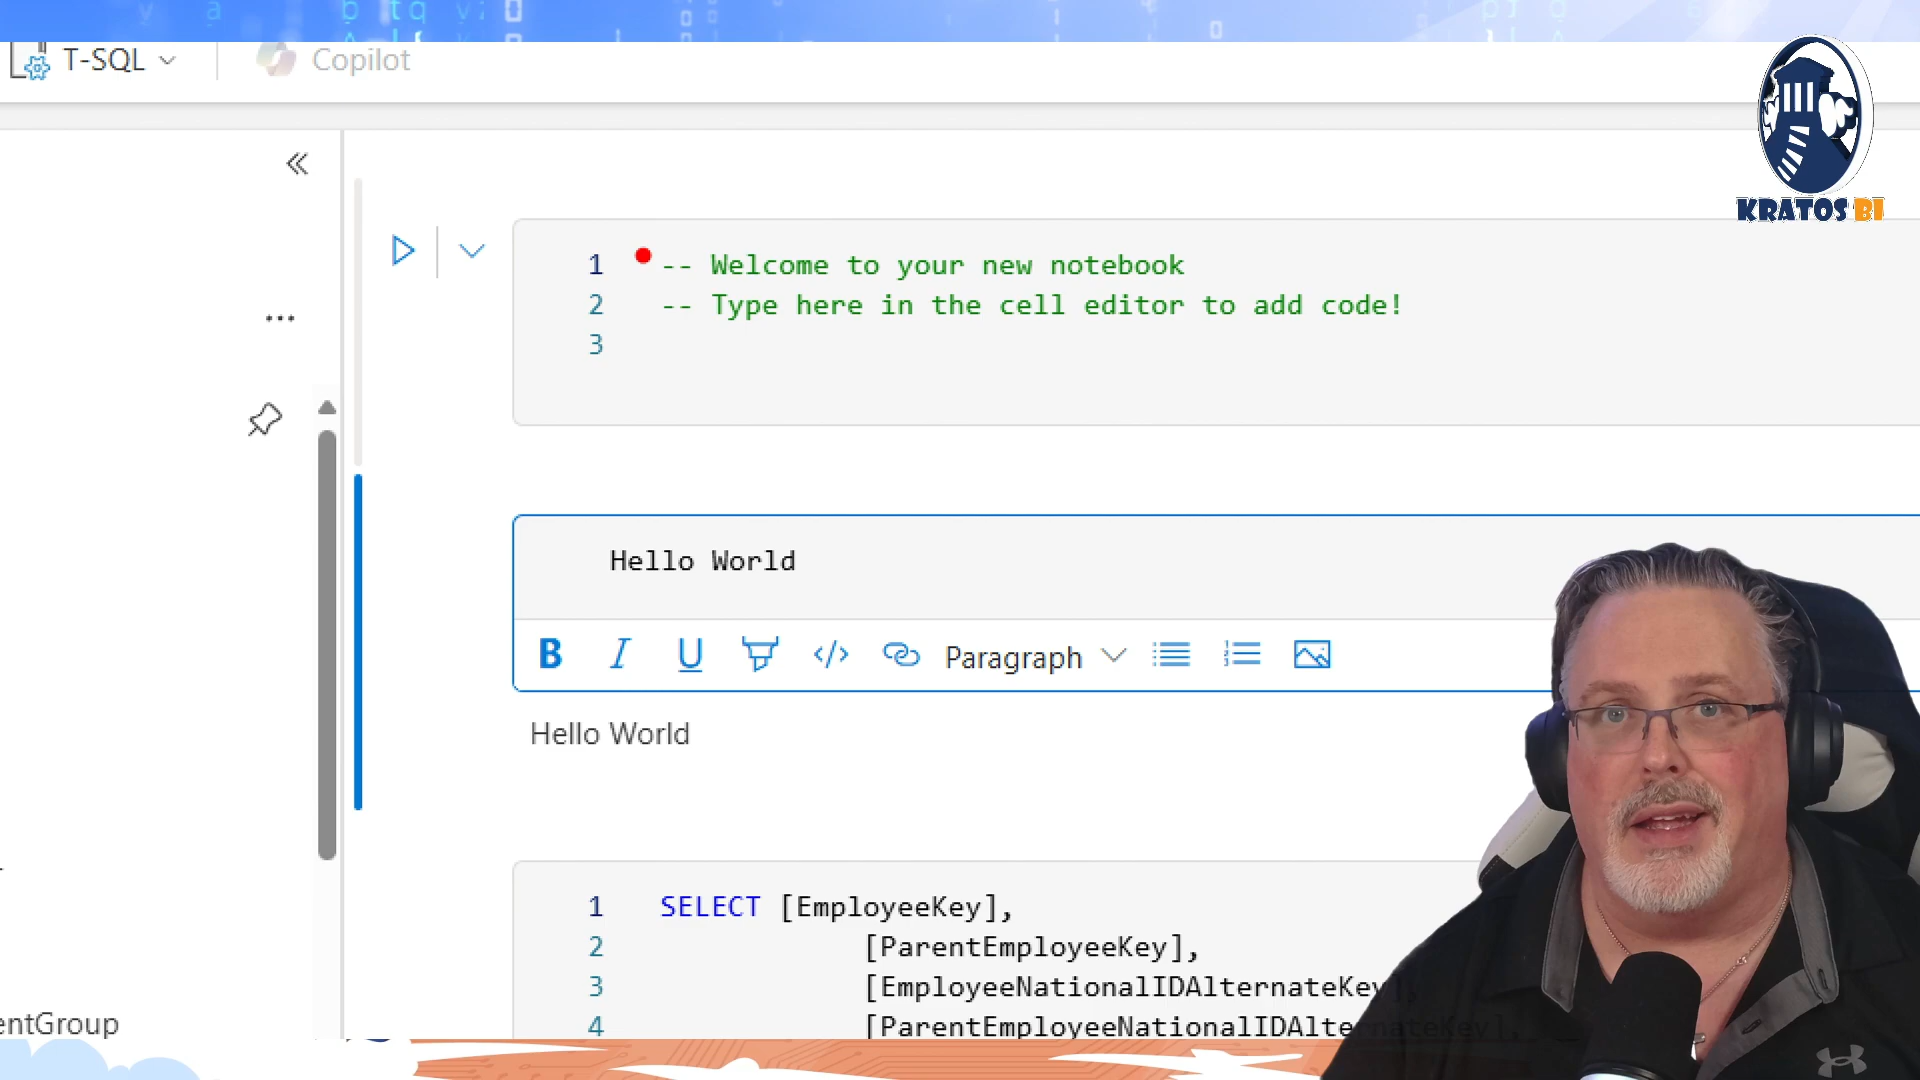 T-SQL
Copilot
KRATOS BI
1 -- Welcome to your new notebook
2 -- Type here in the cell editor to add code!
3
Hello World
B I U </> Paragraph
Hello World
1 SELECT [EmployeeKey],
2 [ParentEmployeeKey],
3 [EmployeeNationalIDAlternateKey],
4 [ParentEmployeeNationalIDAlternateKey],
entGroup